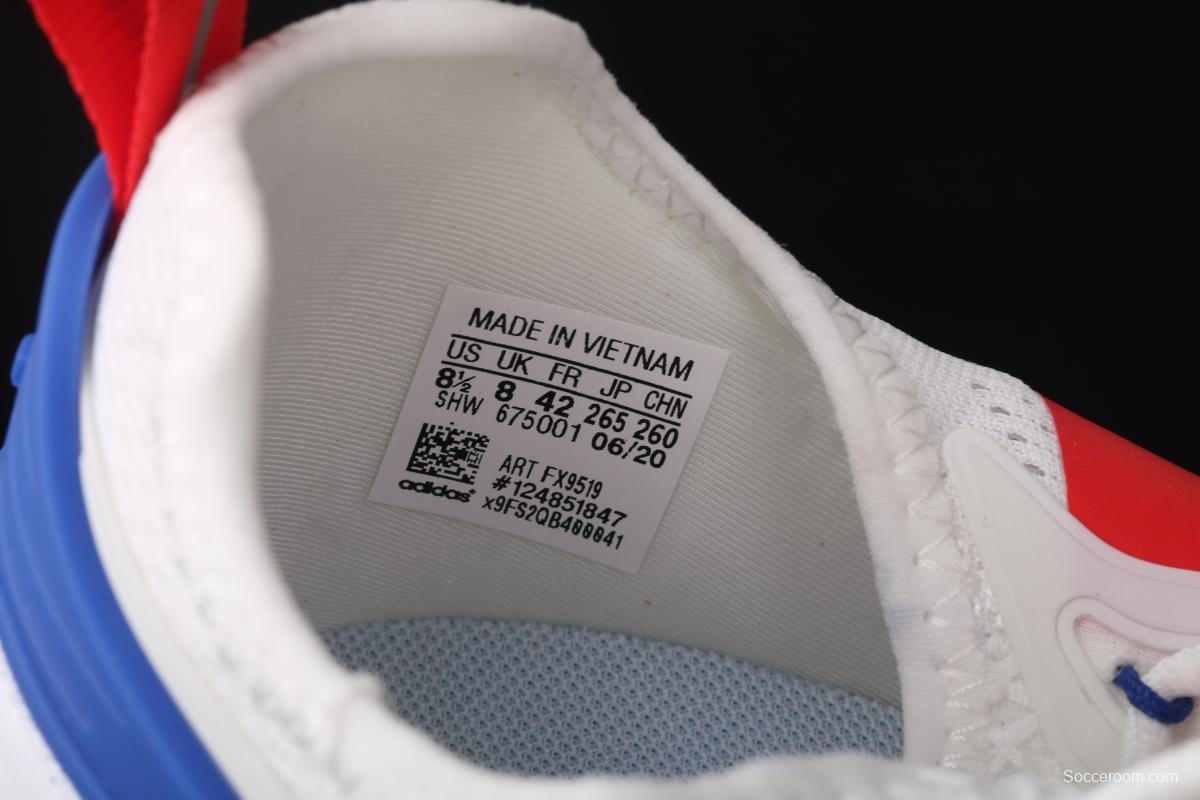 MADE IN VIETNAM
US UK FR JP CHN
8½ 8 42 265 260
SHW 675001 06/20
ART FX9519
#124851847
x9FS2QB400041
adidas
Socceroom.com